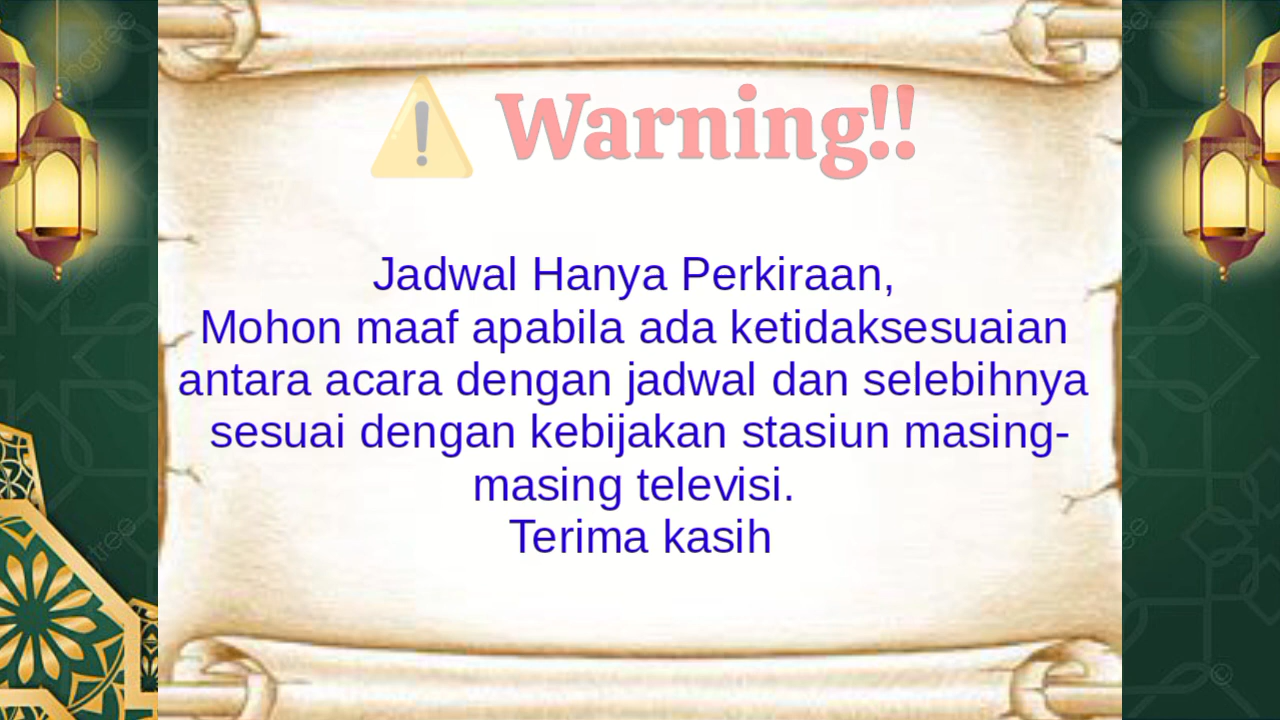 ⚠️ Warning!!
Jadwal Hanya Perkiraan,
Mohon maaf apabila ada ketidaksesuaian
antara acara dengan jadwal dan selebihnya
sesuai dengan kebijakan stasiun masing-
masing televisi.
Terima kasih